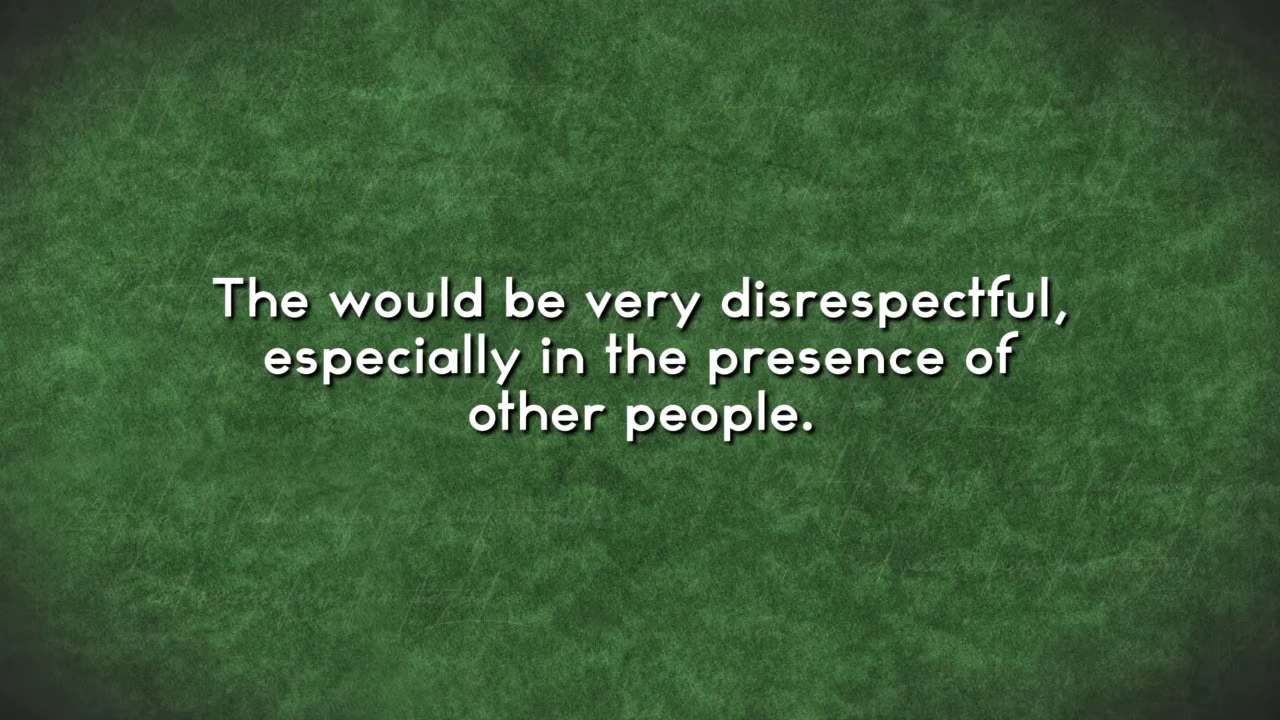 The would be very disrespectful,
especially in the presence of
other people.